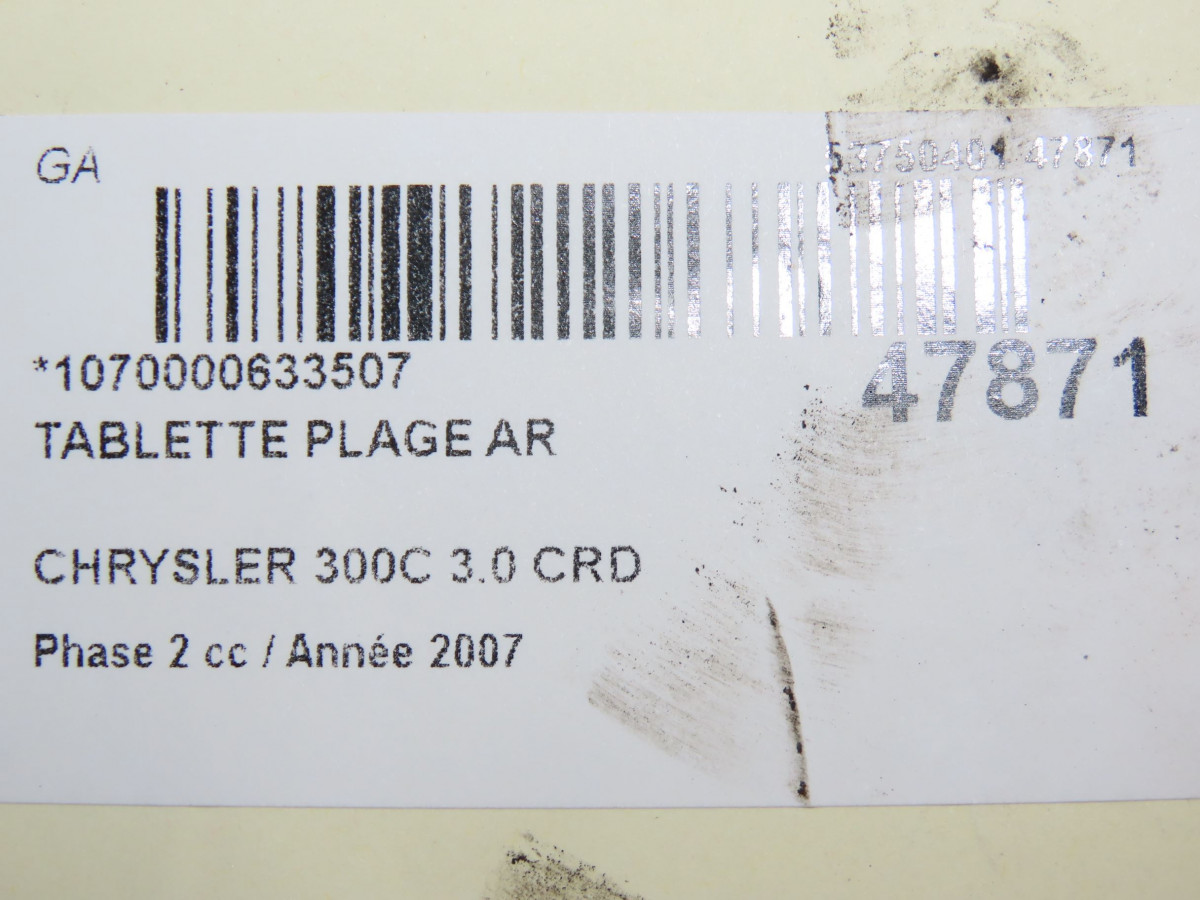 GA
53750401 47871
*1070000633507
47871
TABLETTE PLAGE AR
CHRYSLER 300C 3.0 CRD
Phase 2 cc / Année 2007